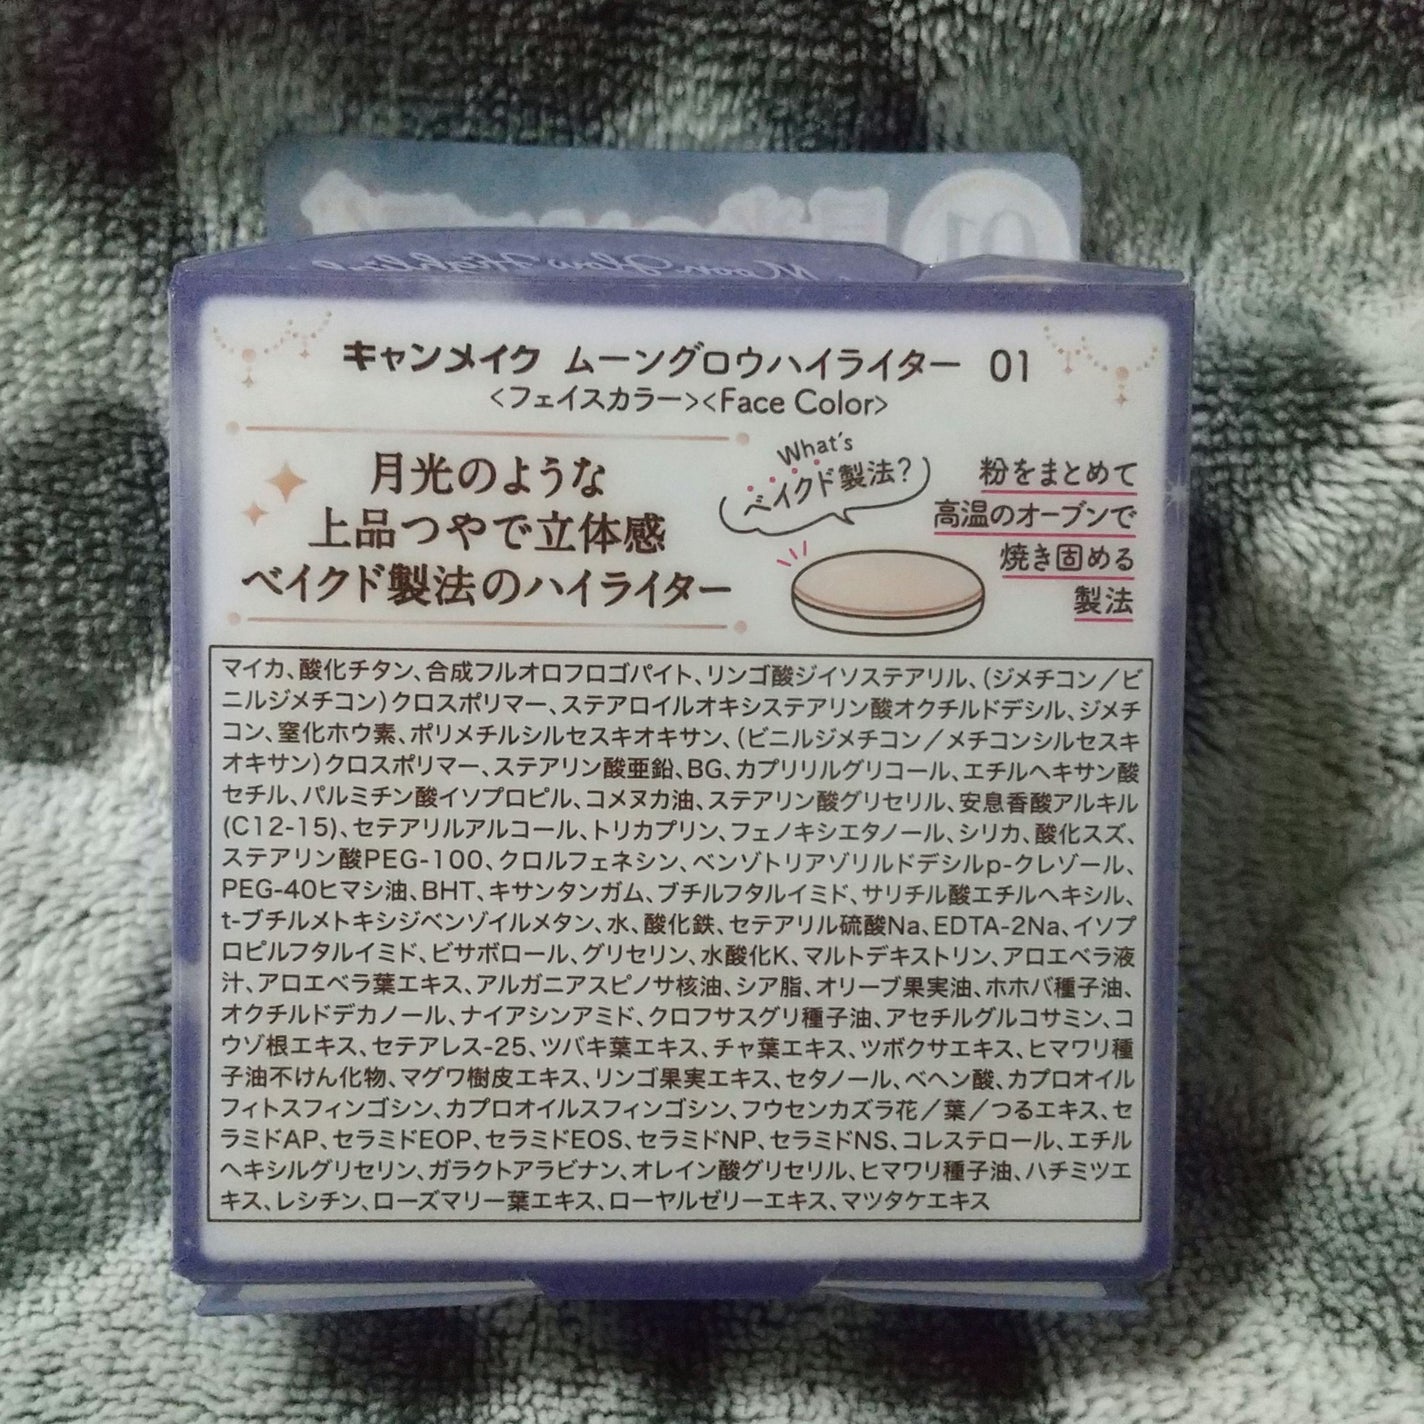 01
Moon Glow Highlighter
キャンメイク ムーングロウハイライター 01
<フェイスカラー><Face Color>
月光のような
上品つやで立体感
ベイクド製法のハイライター
What's
ベイクド製法?
粉をまとめて
高温のオーブンで
焼き固める
製法
マイカ、酸化チタン、合成フルオロフロゴパイト、リンゴ酸ジイソステアリル、(ジメチコン/ビ
ニルジメチコン)クロスポリマー、ステアロイルオキシステアリン酸オクチルドデシル、ジメチ
コン、窒化ホウ素、ポリメチルシルセスキオキサン、(ビニルジメチコン/メチコンシルセスキ
オキサン)クロスポリマー、ステアリン酸亜鉛、BG、カプリリルグリコール、エチルヘキサン酸
セチル、パルミチン酸イソプロピル、コメヌカ油、ステアリン酸グリセリル、安息香酸アルキル
(C12-15)、セテアリルアルコール、トリカプリン、フェノキシエタノール、シリカ、酸化スズ、
ステアリン酸PEG-100、クロルフェネシン、ベンゾトリアゾリルドデシルp-クレゾール、
PEG-40ヒマシ油、BHT、キサンタンガム、ブチルフタルイミド、サリチル酸エチルヘキシル、
t-ブチルメトキシジベンゾイルメタン、水、酸化鉄、セテアリル硫酸Na、EDTA-2Na、イソプ
ロピルフタルイミド、ビサボロール、グリセリン、水酸化K、マルトデキストリン、アロエベラ液
汁、アロエベラ葉エキス、アルガニアスピノサ核油、シア脂、オリーブ果実油、ホホバ種子油、
オクチルドデカノール、ナイアシンアミド、クロフサスグリ種子油、アセチルグルコサミン、コ
ウゾ根エキス、セテアレス-25、ツバキ葉エキス、チャ葉エキス、ツボクサエキス、ヒマワリ種
子油不けん化物、マグワ樹皮エキス、リンゴ果実エキス、セタノール、ベヘン酸、カプロオイル
フィトスフィンゴシン、カプロオイルスフィンゴシン、フウセンカズラ花/葉/つるエキス、セ
ラミドAP、セラミドEOP、セラミドEOS、セラミドNP、セラミドNS、コレステロール、エチル
ヘキシルグリセリン、ガラクトアラビナン、オレイン酸グリセリル、ヒマワリ種子油、ハチミツエ
キス、レシチン、ローズマリー葉エキス、ローヤルゼリーエキス、マツタケエキス